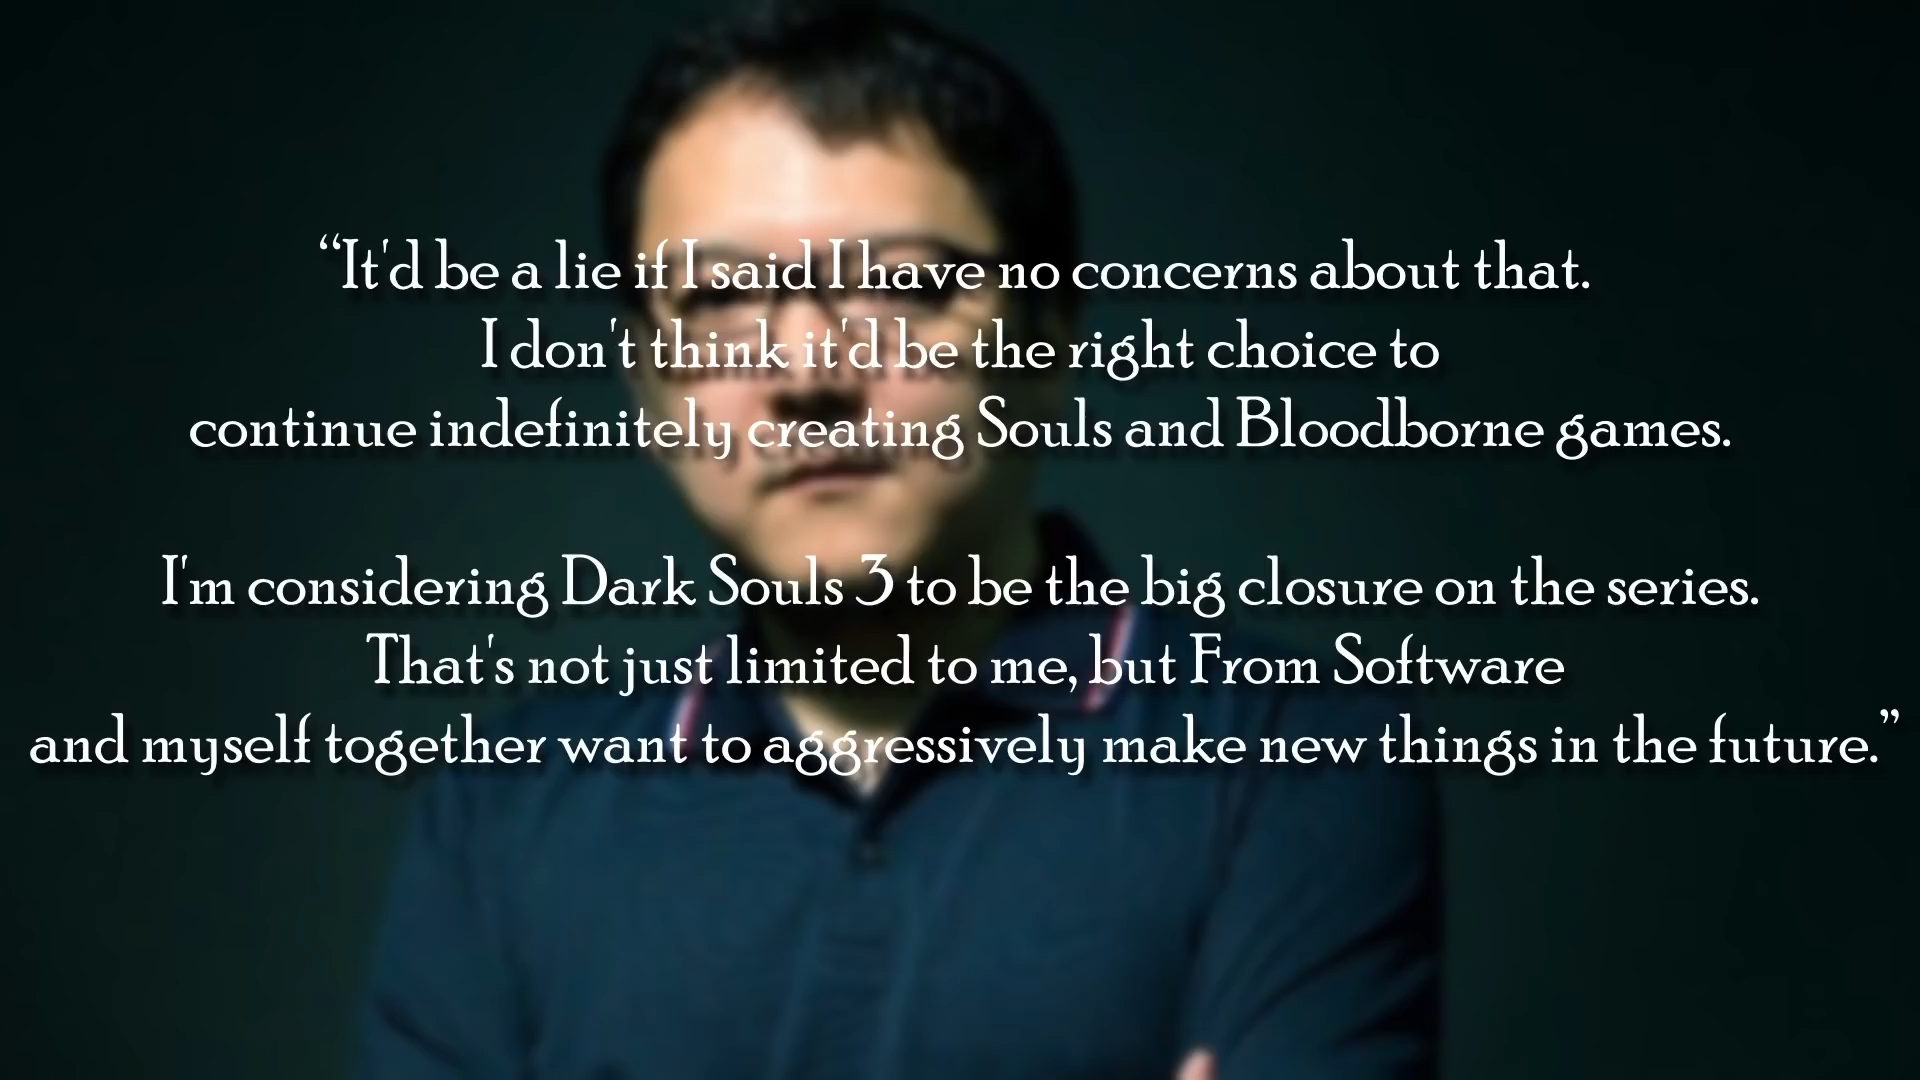 “It'd be a lie if I said I have no concerns about that.
I don't think it'd be the right choice to
continue indefinitely creating Souls and Bloodborne games.
I'm considering Dark Souls 3 to be the big closure on the series.
That's not just limited to me, but From Software
and myself together want to aggressively make new things in the future.”